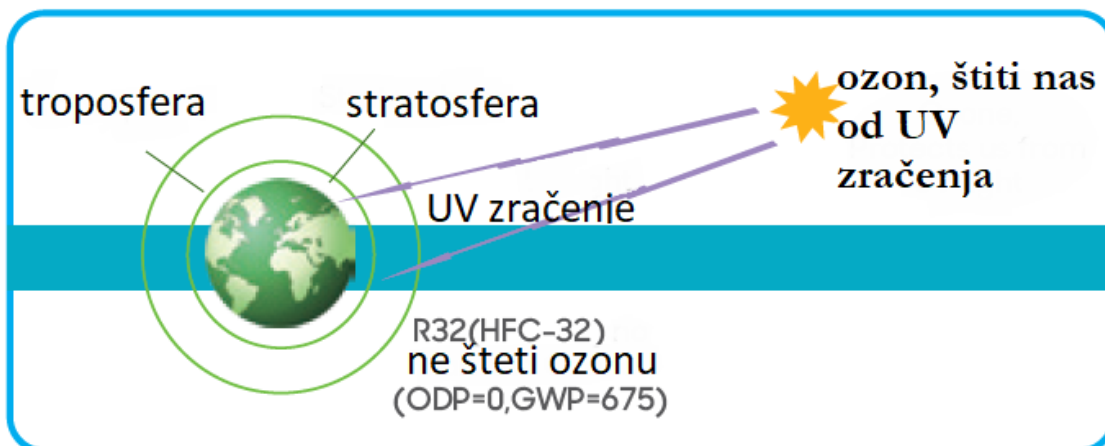 troposfera
stratosfera
ozon, štiti nas
od UV
zračenja
UV zračenje
R32(HFC-32)
ne šteti ozonu
(ODP=0,GWP=675)